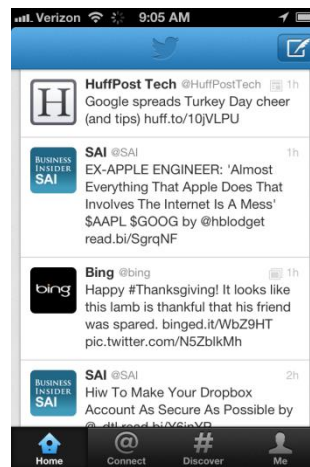 Verizon 9:05 AM
HuffPost Tech @HuffPostTech 1h
H
Google spreads Turkey Day cheer
(and tips) huff.to/10jVLPU
SAI @SAI 1h
BUSINESS
INSIDER
SAI
EX-APPLE ENGINEER: 'Almost
Everything That Apple Does That
Involves The Internet Is A Mess'
$AAPL $GOOG by @hblodget
read.bi/SgrqNF
Bing @bing 1h
bing
Happy #Thanksgiving! It looks like
this lamb is thankful that his friend
was spared. binged.it/WbZ9HT
pic.twitter.com/N5ZblkMh
SAI @SAI 2h
BUSINESS
INSIDER
SAI
Hiw To Make Your Dropbox
Account As Secure As Possible by
Home Connect Discover Me